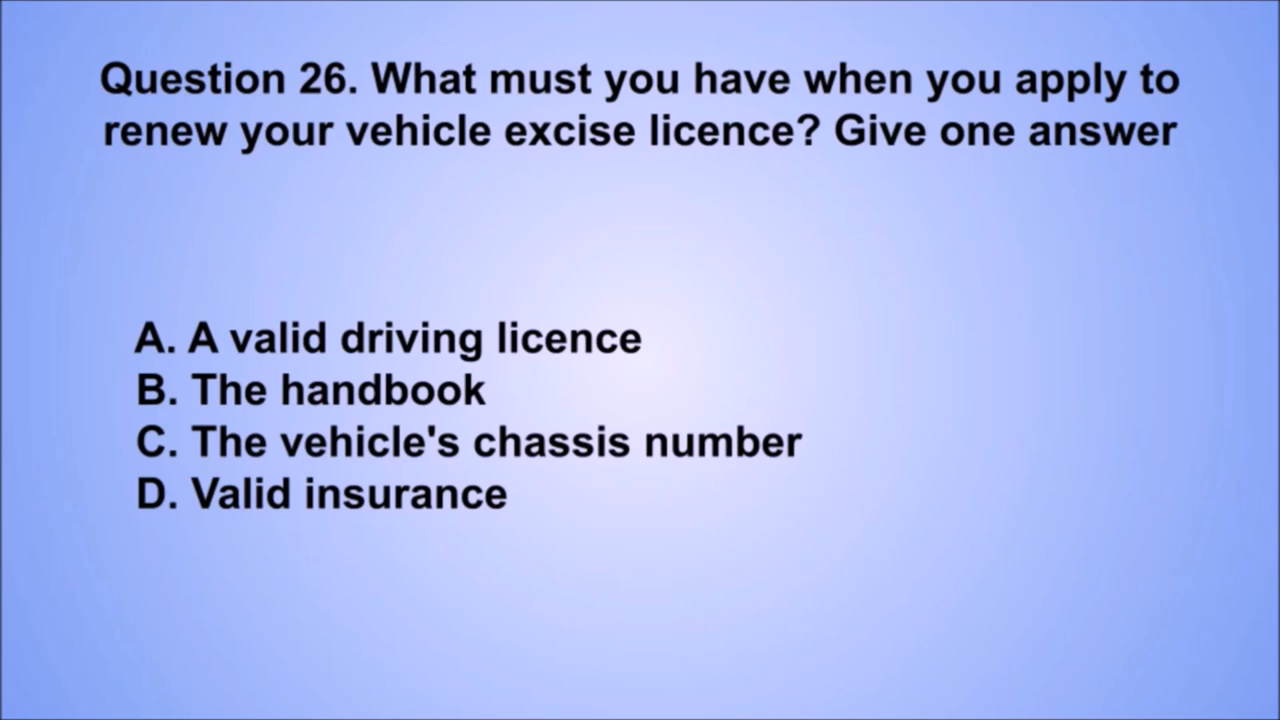 Question 26. What must you have when you apply to
renew your vehicle excise licence? Give one answer
A. A valid driving licence
B. The handbook
C. The vehicle's chassis number
D. Valid insurance